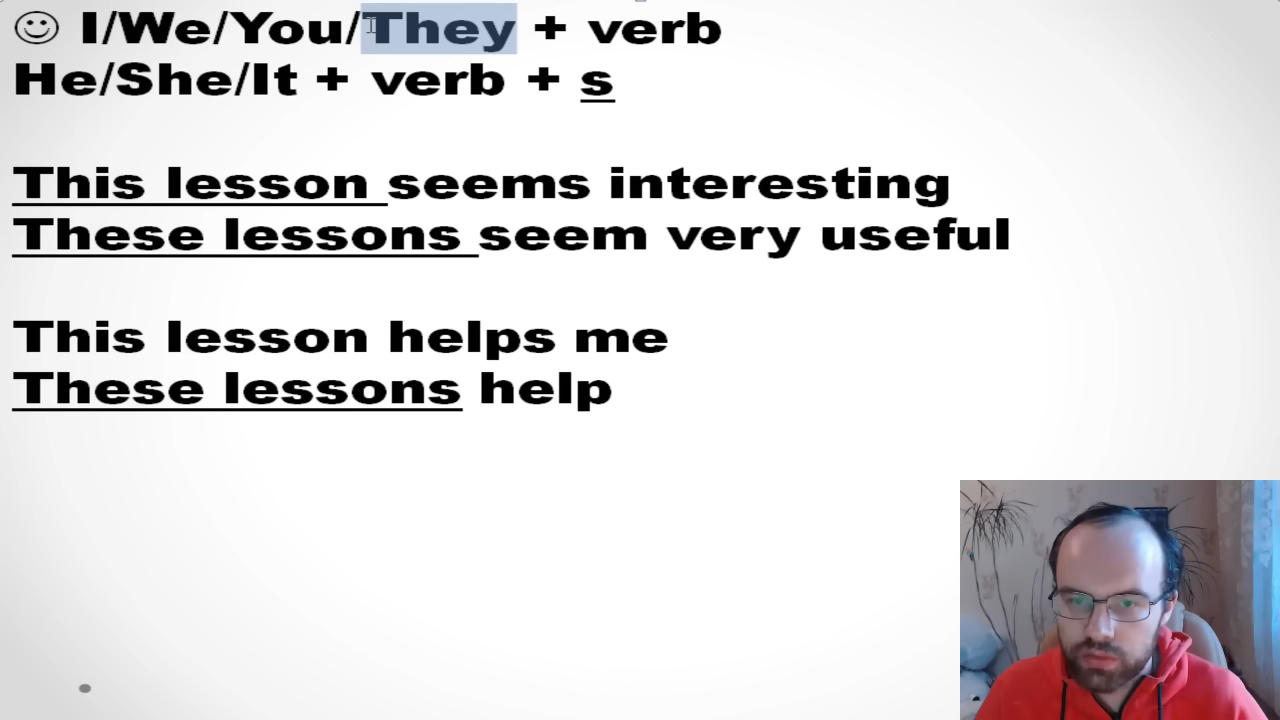 ☺ I/We/You/They + verb
He/She/It + verb + s
This lesson seems interesting
These lessons seem very useful
This lesson helps me
These lessons help